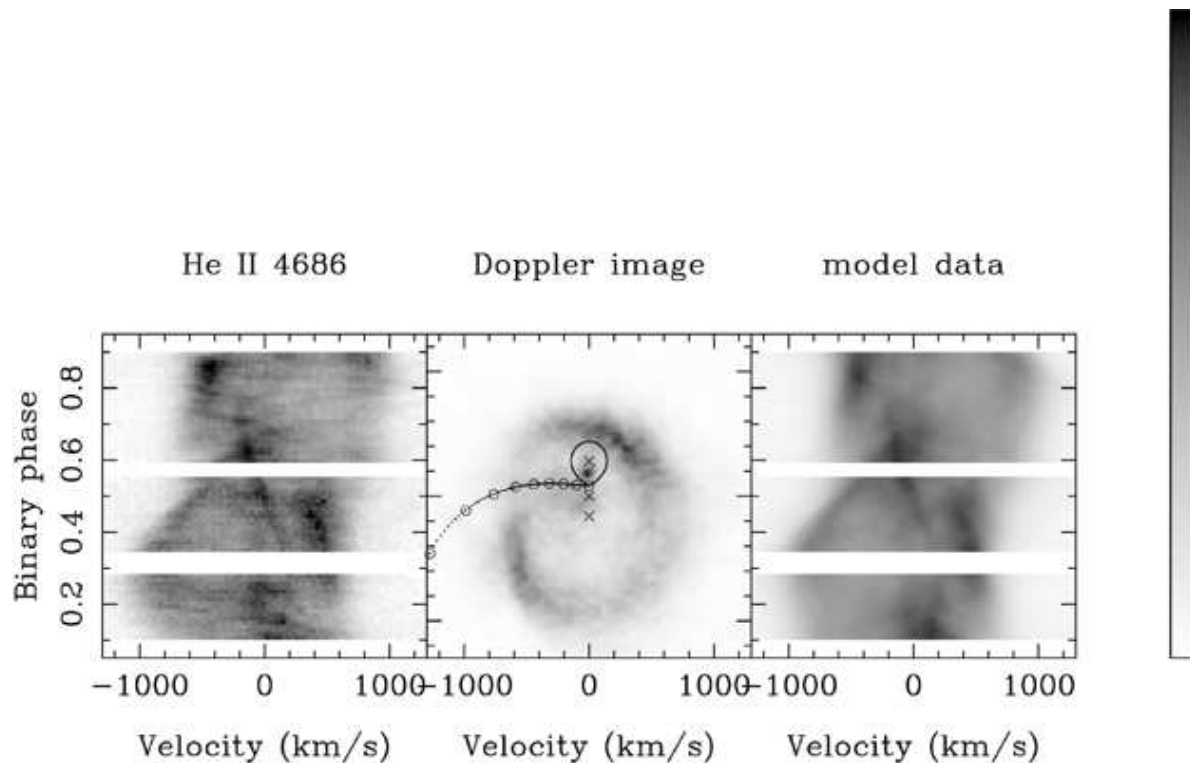 He II 4686 Doppler image model data
Binary phase
0.8
0.6
0.4
0.2
−1000 0 1000 −1000 0 1000 −1000 0 1000
Velocity (km/s) Velocity (km/s) Velocity (km/s)